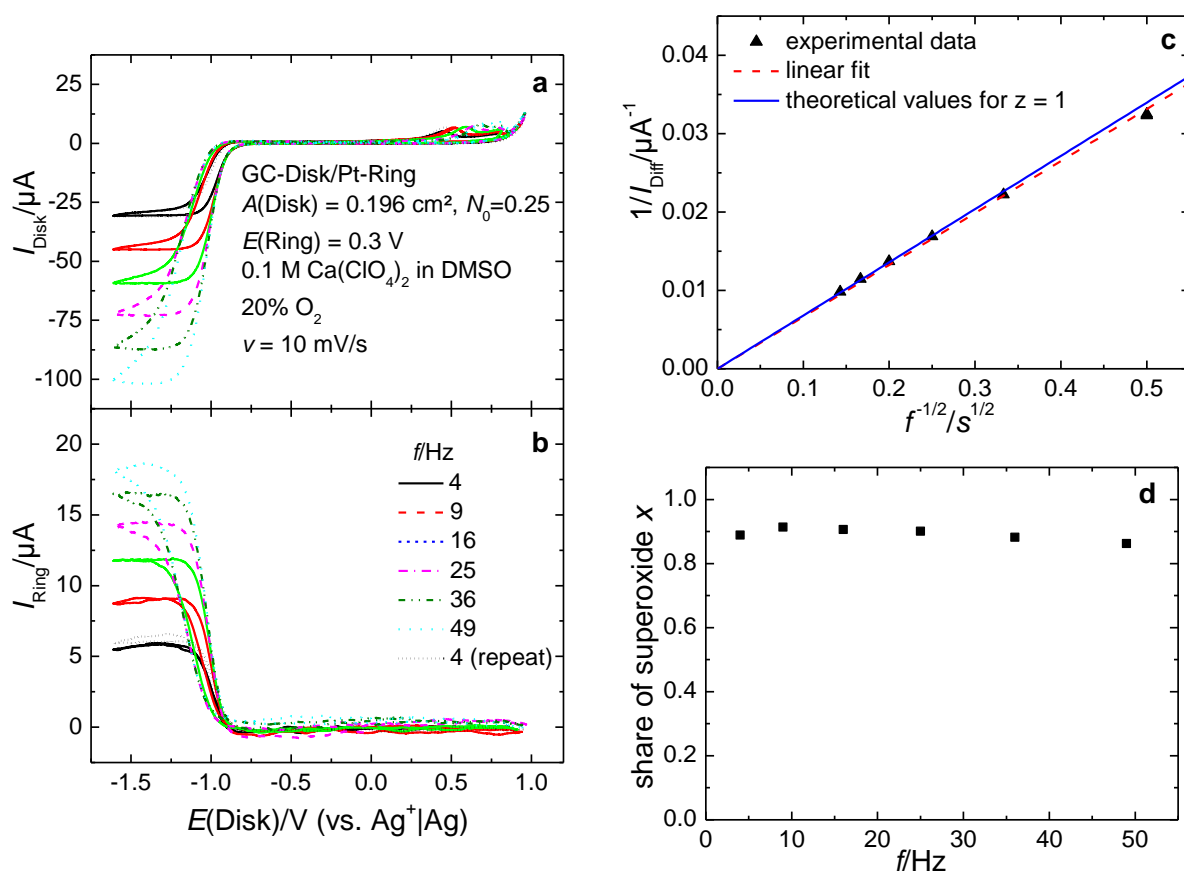 a
25
0
-25
-50
-75
-100
I_Disk/µA
GC-Disk/Pt-Ring
A(Disk) = 0.196 cm², N₀=0.25
E(Ring) = 0.3 V
0.1 M Ca(ClO₄)₂ in DMSO
20% O₂
v = 10 mV/s
b
20
15
10
5
0
I_Ring/µA
f/Hz
4
9
16
25
36
49
4 (repeat)
-1.5 -1.0 -0.5 0.0 0.5 1.0
E(Disk)/V (vs. Ag⁺|Ag)
c
0.04
0.03
0.02
0.01
0.00
1/I_Diff/µA⁻¹
experimental data
linear fit
theoretical values for z = 1
0.0 0.1 0.2 0.3 0.4 0.5
f⁻¹/²/s¹/²
d
1.0
0.8
0.6
0.4
0.2
0.0
share of superoxide x
0 10 20 30 40 50
f/Hz